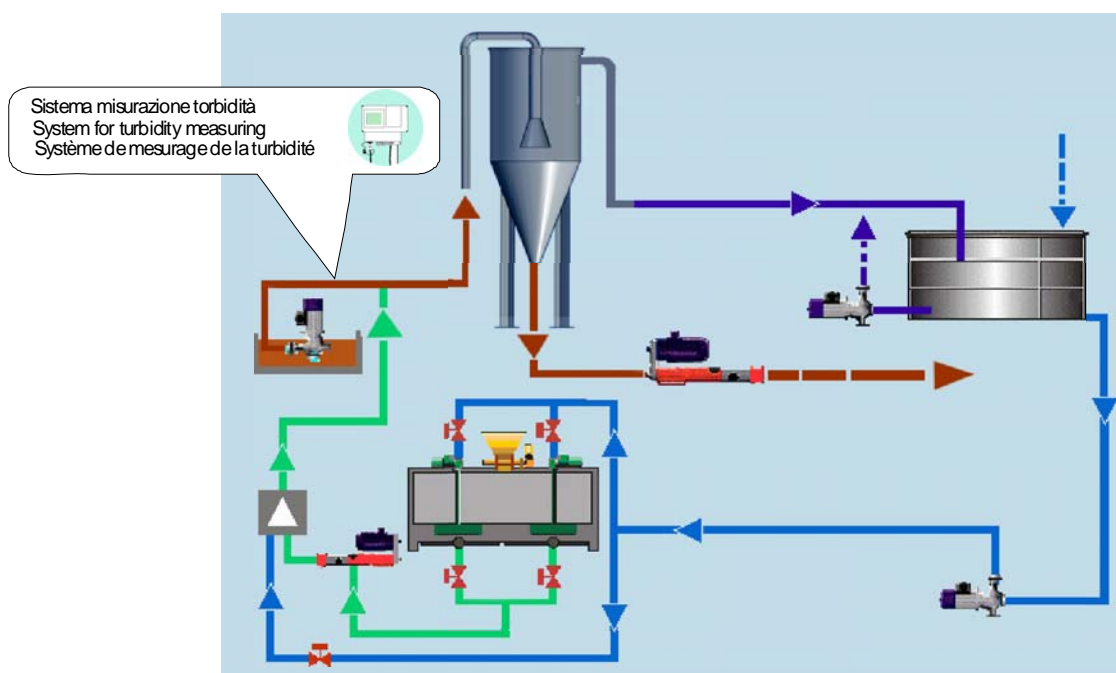 Sistema misurazione torbidità
System for turbidity measuring
Système de mesurage de la turbidité